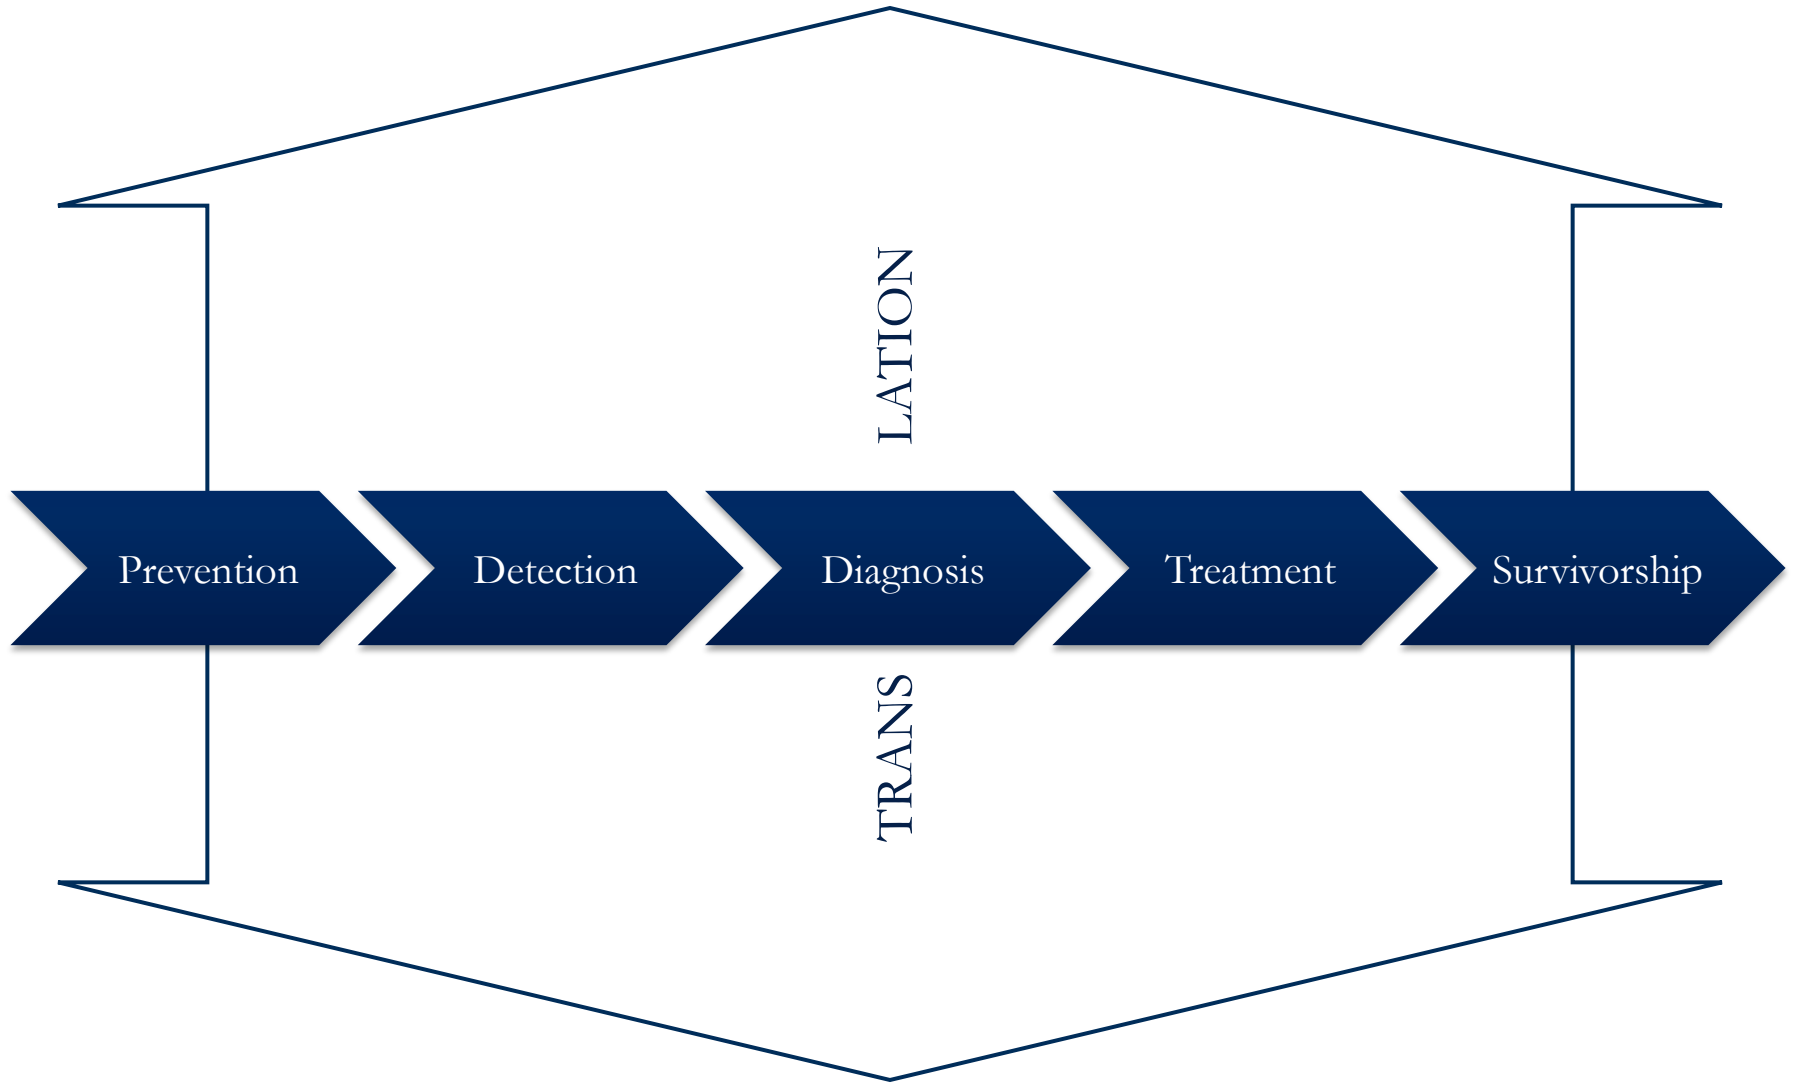 LATION
Prevention
Detection
Diagnosis
Treatment
Survivorship
TRANS